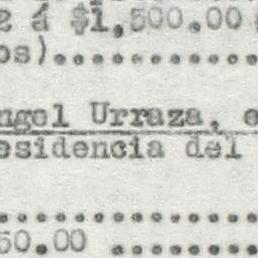 z á $1,500.00
os)..............
ngel Urraza, e
esidencia del
..................
50.00 ...........